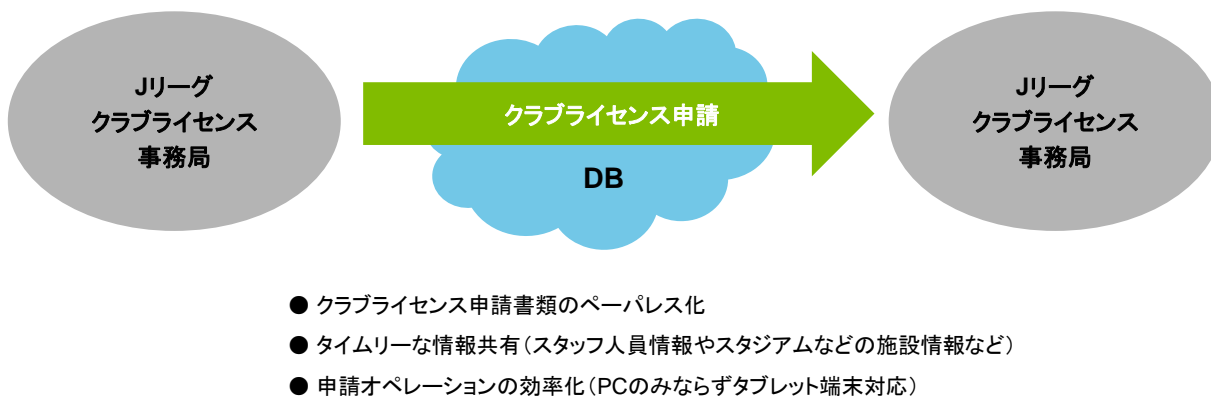 Jリーグ
クラブライセンス
事務局
クラブライセンス申請
DB
Jリーグ
クラブライセンス
事務局
● クラブライセンス申請書類のペーパレス化
● タイムリーな情報共有（スタッフ人員情報やスタジアムなどの施設情報など）
● 申請オペレーションの効率化（PCのみならずタブレット端末対応）